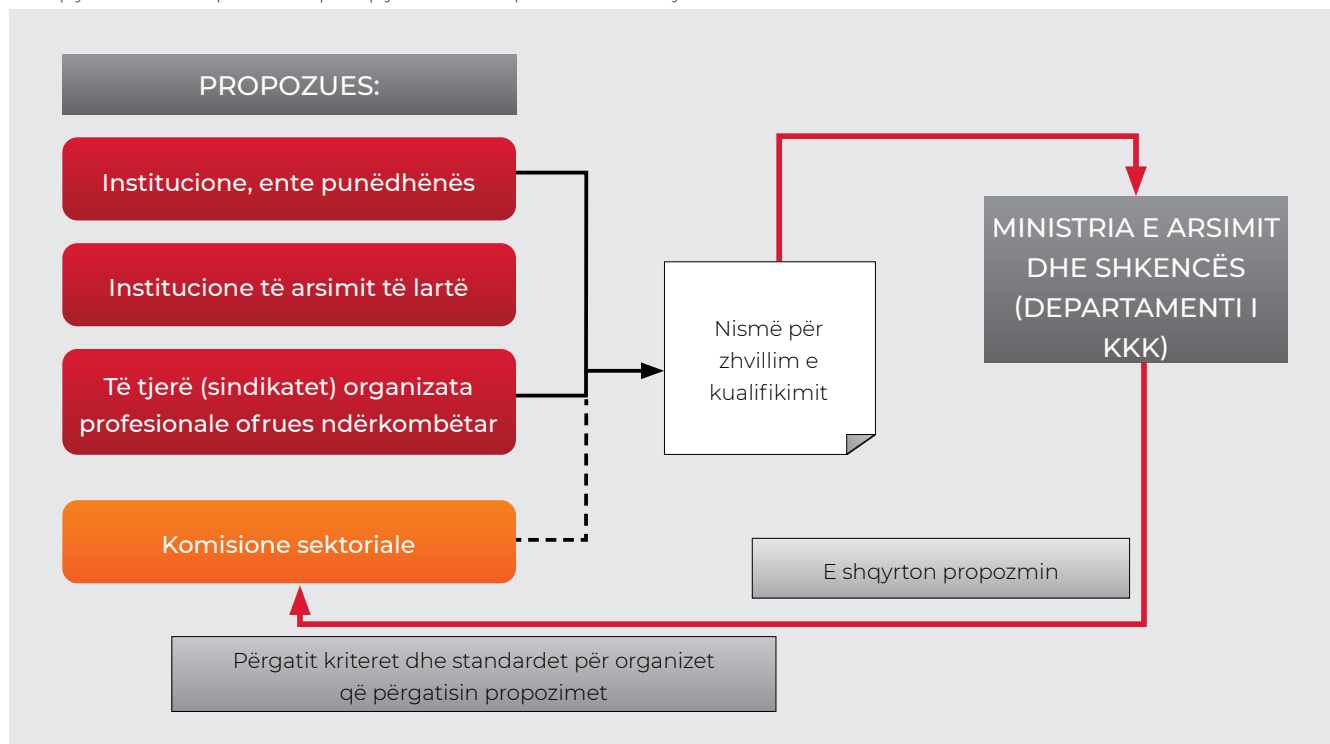 PROPOZUES:
Institucione, ente punëdhënës
Institucione të arsimit të lartë
Të tjerë (sindikatet) organizata
profesionale ofrues ndërkombëtar
Komisione sektoriale
Nismë për
zhvillim e
kualifikimit
MINISTRIA E ARSIMIT
DHE SHKENCËS
(DEPARTAMENTI I
KKK)
E shqyrton propozmin
Përgatit kriteret dhe standardet për organizet
që përgatisin propozimet